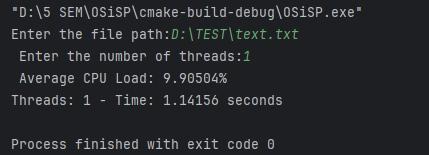 "D:\5 SEM\OSiSP\cmake-build-debug\OSiSP.exe"
Enter the file path:D:\TEST\text.txt
Enter the number of threads:1
Average CPU Load: 9.90504%
Threads: 1 - Time: 1.14156 seconds
Process finished with exit code 0